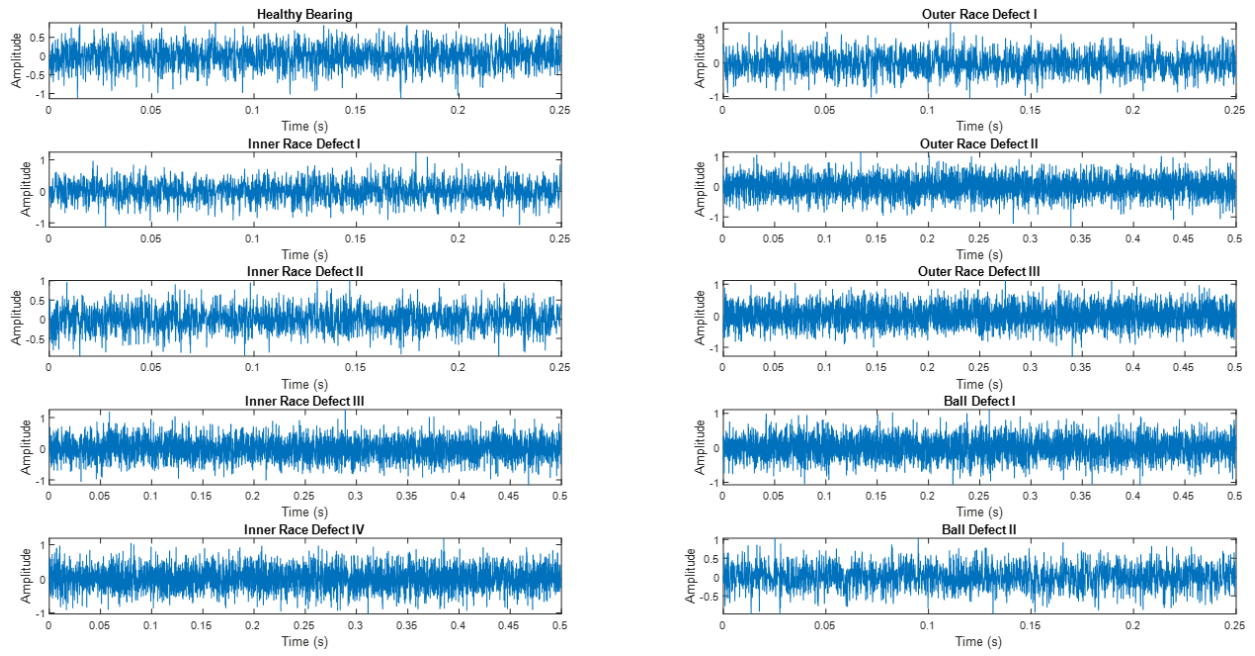 Healthy Bearing
Amplitude
0.5
0
-0.5
-1
0 0.05 0.1 0.15 0.2 0.25
Time (s)
Inner Race Defect I
Amplitude
1
0
-1
0 0.05 0.1 0.15 0.2 0.25
Time (s)
Inner Race Defect II
Amplitude
1
0.5
0
-0.5
0 0.05 0.1 0.15 0.2 0.25
Time (s)
Inner Race Defect III
Amplitude
1
0
-1
0 0.05 0.1 0.15 0.2 0.25 0.3 0.35 0.4 0.45 0.5
Time (s)
Inner Race Defect IV
Amplitude
1
0
-1
0 0.05 0.1 0.15 0.2 0.25 0.3 0.35 0.4 0.45 0.5
Time (s)
Outer Race Defect I
Amplitude
1
0
-1
0 0.05 0.1 0.15 0.2 0.25
Time (s)
Outer Race Defect II
Amplitude
1
0
-1
0 0.05 0.1 0.15 0.2 0.25 0.3 0.35 0.4 0.45 0.5
Time (s)
Outer Race Defect III
Amplitude
1
0
-1
0 0.05 0.1 0.15 0.2 0.25 0.3 0.35 0.4 0.45 0.5
Time (s)
Ball Defect I
Amplitude
1
0
-1
0 0.05 0.1 0.15 0.2 0.25 0.3 0.35 0.4 0.45 0.5
Time (s)
Ball Defect II
Amplitude
0.5
0
-0.5
0 0.05 0.1 0.15 0.2 0.25
Time (s)